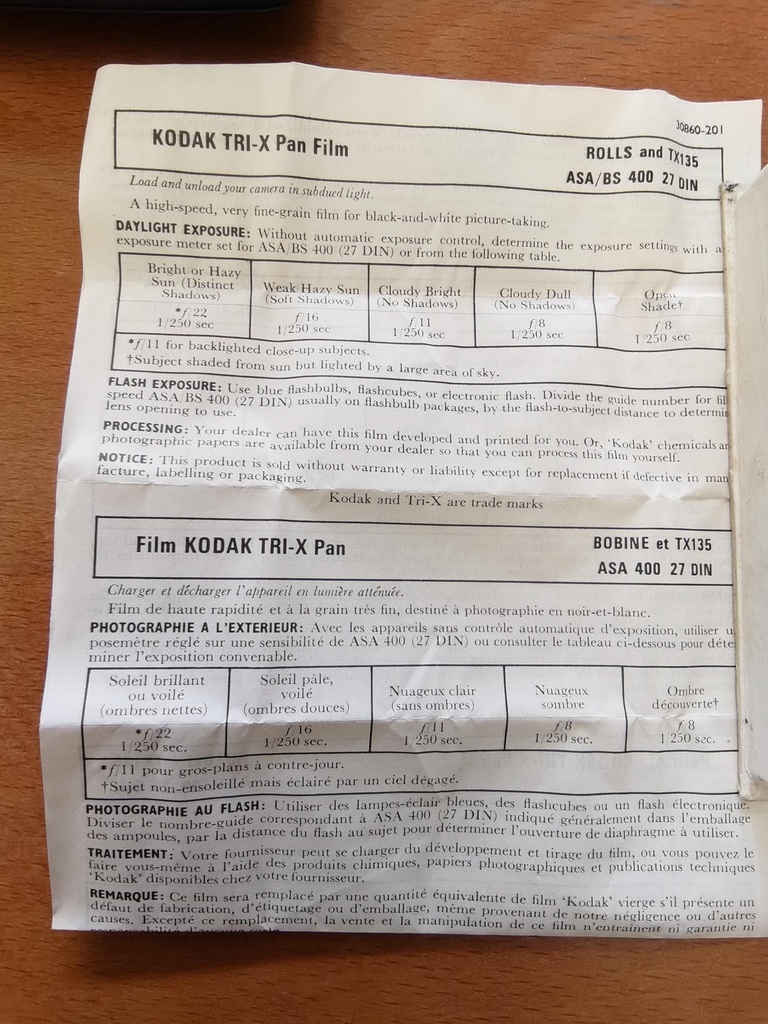 30860-201
KODAK TRI-X Pan Film
ROLLS and TX135
ASA/BS 400 27 DIN
Load and unload your camera in subdued light.
A high-speed, very fine-grain film for black-and-white picture-taking.
DAYLIGHT EXPOSURE: Without automatic exposure control, determine the exposure settings with a
exposure meter set for ASA/BS 400 (27 DIN) or from the following table.
Bright or Hazy
Sun (Distinct
Shadows)
Weak Hazy Sun
(Soft Shadows)
Cloudy Bright
(No Shadows)
Cloudy Dull
(No Shadows)
Open
Shade†
*f/22
1/250 sec
f/16
1/250 sec
f/11
1/250 sec
f/8
1/250 sec
f/8
1/250 sec
*f/11 for backlighted close-up subjects.
†Subject shaded from sun but lighted by a large area of sky.
FLASH EXPOSURE: Use blue flashbulbs, flashcubes, or electronic flash. Divide the guide number for fil
speed ASA/BS 400 (27 DIN) usually on flashbulb packages, by the flash-to-subject distance to determi
lens opening to use.
PROCESSING: Your dealer can have this film developed and printed for you. Or, 'Kodak' chemicals a
photographic papers are available from your dealer so that you can process this film yourself.
NOTICE: This product is sold without warranty or liability except for replacement if defective in man
facture, labelling or packaging.
Kodak and Tri-X are trade marks
Film KODAK TRI-X Pan
BOBINE et TX135
ASA 400 27 DIN
Charger et décharger l'appareil en lumière atténuée.
Film de haute rapidité et à la grain très fin, destiné à photographie en noir-et-blanc.
PHOTOGRAPHIE A L'EXTERIEUR: Avec les appareils sans contrôle automatique d'exposition, utiliser u
posemètre réglé sur une sensibilité de ASA 400 (27 DIN) ou consulter le tableau ci-dessous pour déte
miner l'exposition convenable.
Soleil brillant
ou voilé
(ombres nettes)
Soleil pâle,
voilé
(ombres douces)
Nuageux clair
(sans ombres)
Nuageux
sombre
Ombre
découverte†
*f/22
1/250 sec.
f/16
1/250 sec.
f/11
1/250 sec.
f/8
1/250 sec.
f/8
1/250 sec.
*f/11 pour gros-plans à contre-jour.
†Sujet non-ensoleillé mais éclairé par un ciel dégagé.
PHOTOGRAPHIE AU FLASH: Utiliser des lampes-éclair bleues, des flashcubes ou un flash électronique.
Diviser le nombre-guide correspondant à ASA 400 (27 DIN) indiqué généralement dans l'emballage
des ampoules, par la distance du flash au sujet pour déterminer l'ouverture de diaphragme à utiliser.
TRAITEMENT: Votre fournisseur peut se charger du développement et tirage du film, ou vous pouvez le
faire vous-même à l'aide des produits chimiques, papiers photographiques et publications techniques
'Kodak' disponibles chez votre fournisseur.
REMARQUE: Ce film sera remplacé par une quantité équivalente de film 'Kodak' vierge s'il présente un
défaut de fabrication, d'étiquetage ou d'emballage, même provenant de notre négligence ou d'autres
causes. Excepté ce remplacement, la vente et la manipulation de ce film n'entraînent ni garantie ni